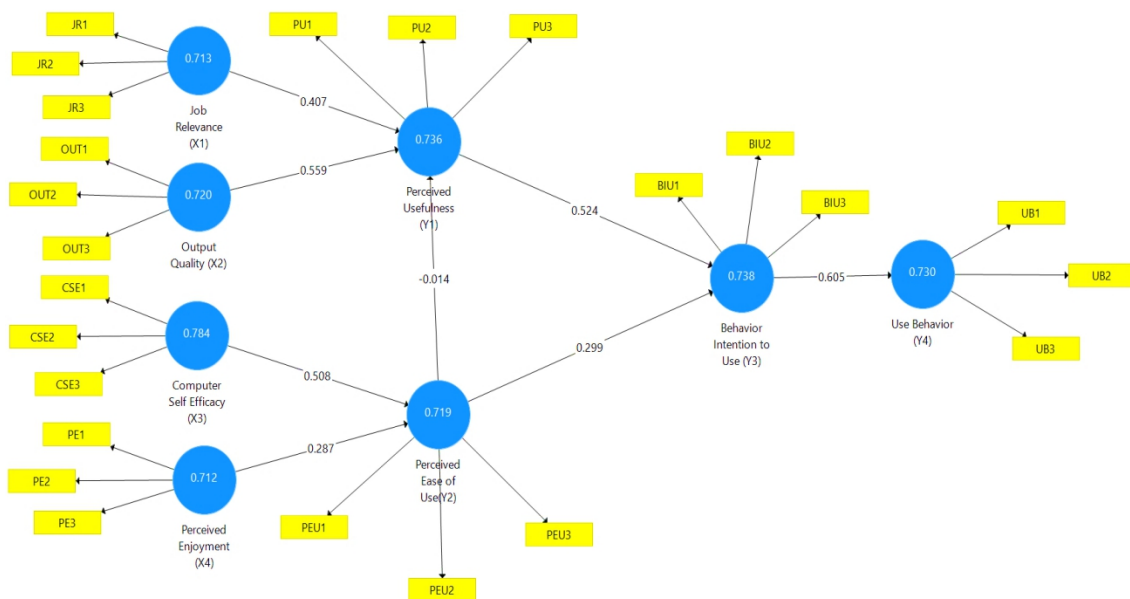 JR1
JR2
JR3
0.713
Job
Relevance
(X1)
OUT1
OUT2
OUT3
0.720
Output
Quality (X2)
CSE1
CSE2
CSE3
0.784
Computer
Self Efficacy
(X3)
PE1
PE2
PE3
0.712
Perceived
Enjoyment
(X4)
0.407
0.559
0.508
0.287
PU1
PU2
PU3
0.736
Perceived
Usefulness
(Y1)
-0.014
0.719
Perceived
Ease of
Use(Y2)
PEU1
PEU2
PEU3
0.524
0.299
BIU1
BIU2
BIU3
0.738
Behavior
Intention to
Use (Y3)
0.605
0.730
Use Behavior
(Y4)
UB1
UB2
UB3